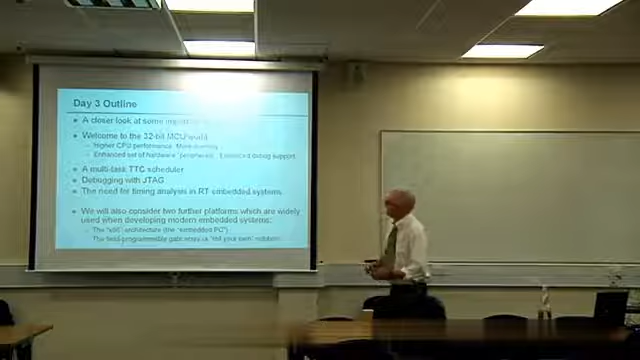 Day 3 Outline
A closer look at some
Welcome to the 32-bit MCU world
Higher CPU performance. More memory.
Enhanced set of hardware "peripherals". Enhanced debug support.
A multi-task TTC scheduler
Debugging with JTAG
The need for timing analysis in RT embedded systems.
We will also consider two further platforms which are widely
used when developing modern embedded systems:
The "x86" architecture (the "embedded PC").
The field-programmable gate array or "roll your own"